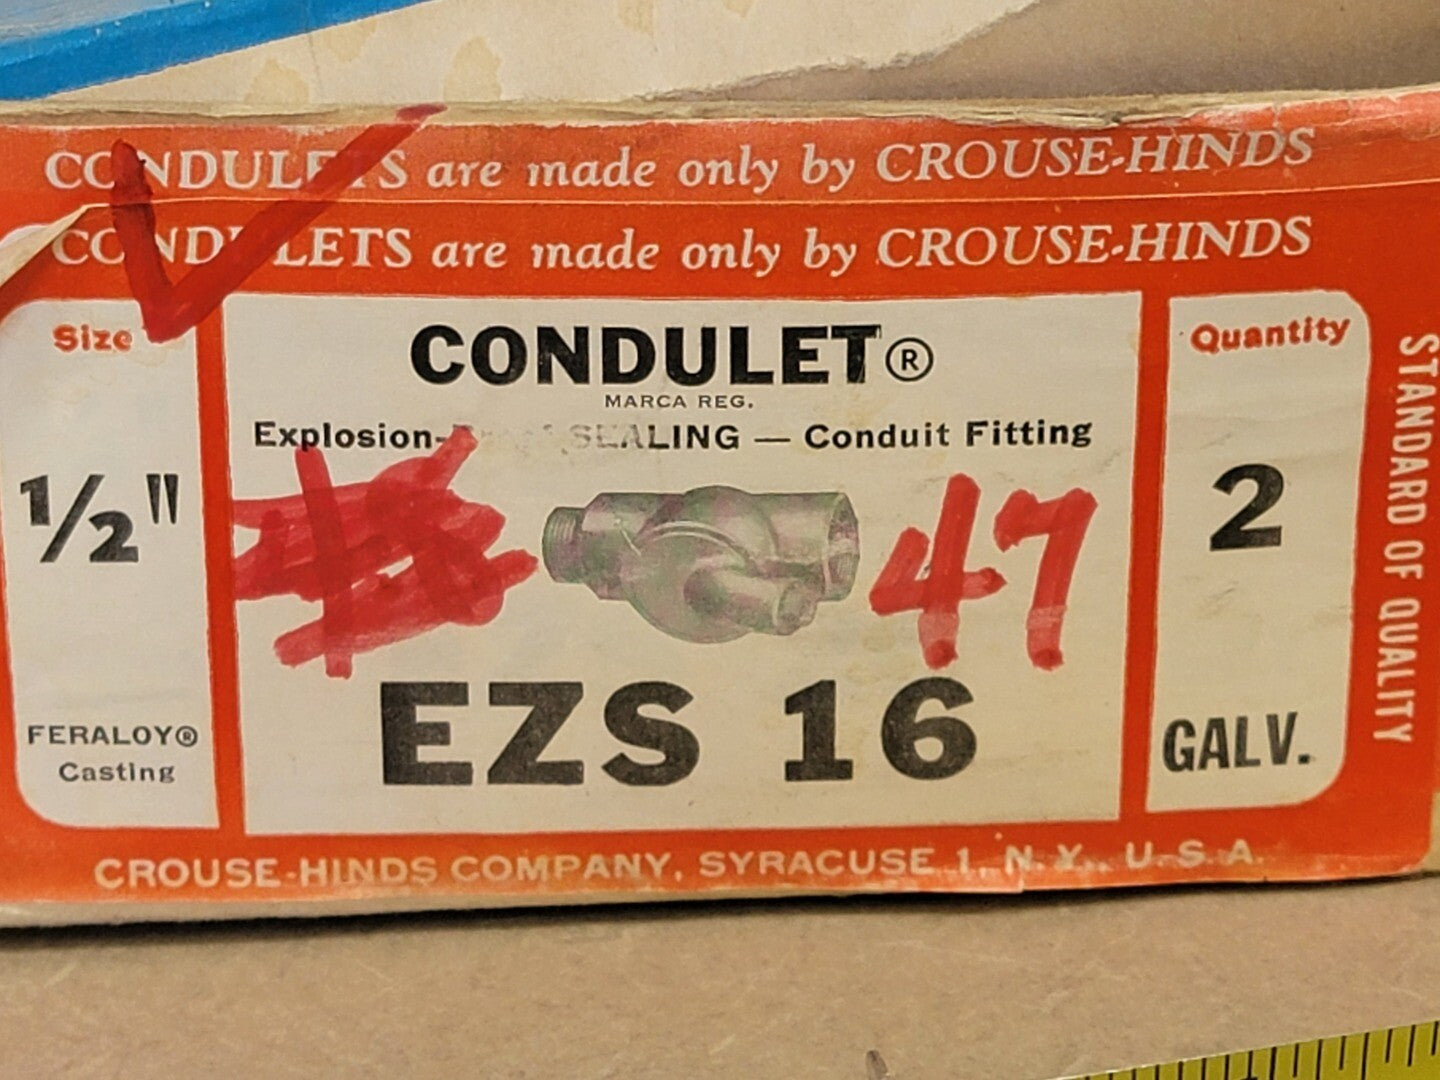 CONDULETS are made only by CROUSE-HINDS
CONDULETS are made only by CROUSE-HINDS
Size
1/2"
FERALOY®
Casting
CONDULET®
MARCA REG.
Explosion-Proof SEALING — Conduit Fitting
47
EZS 16
Quantity
2
GALV.
STANDARD OF QUALITY
CROUSE-HINDS COMPANY, SYRACUSE 1, N.Y., U.S.A.